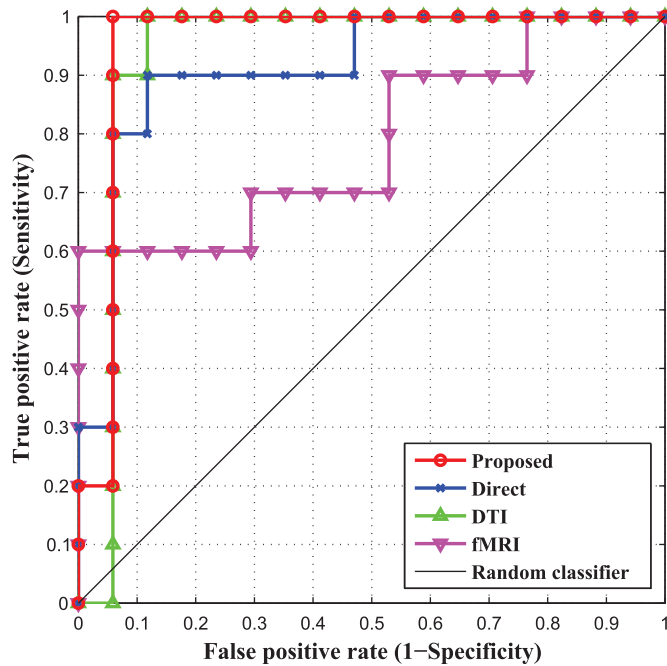 1
0.9
0.8
0.7
0.6
0.5
0.4
0.3
0.2
0.1
0
True positive rate (Sensitivity)
Proposed
Direct
DTI
fMRI
Random classifier
0 0.1 0.2 0.3 0.4 0.5 0.6 0.7 0.8 0.9 1
False positive rate (1−Specificity)